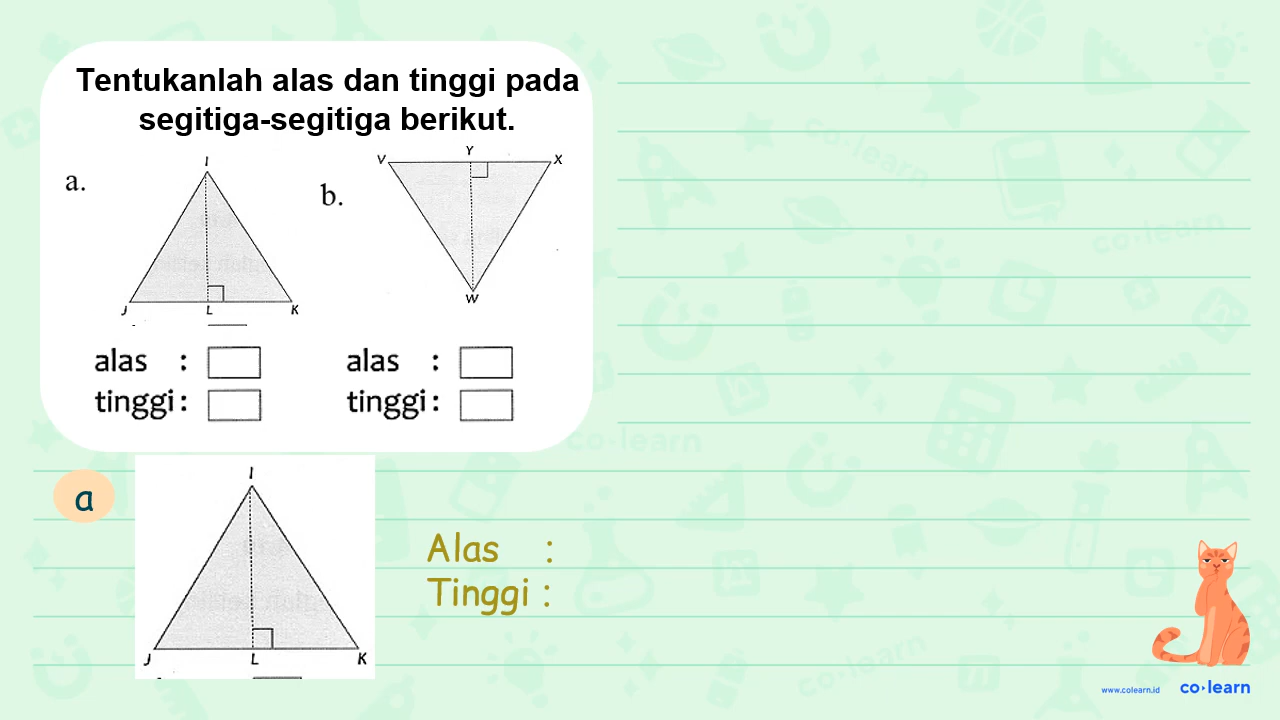 Tentukanlah alas dan tinggi pada
segitiga-segitiga berikut.
a.
I
J
L
K
b.
V
Y
X
W
alas :
tinggi :
alas :
tinggi :
a
I
J
L
K
Alas :
Tinggi :
www.colearn.id
co·learn